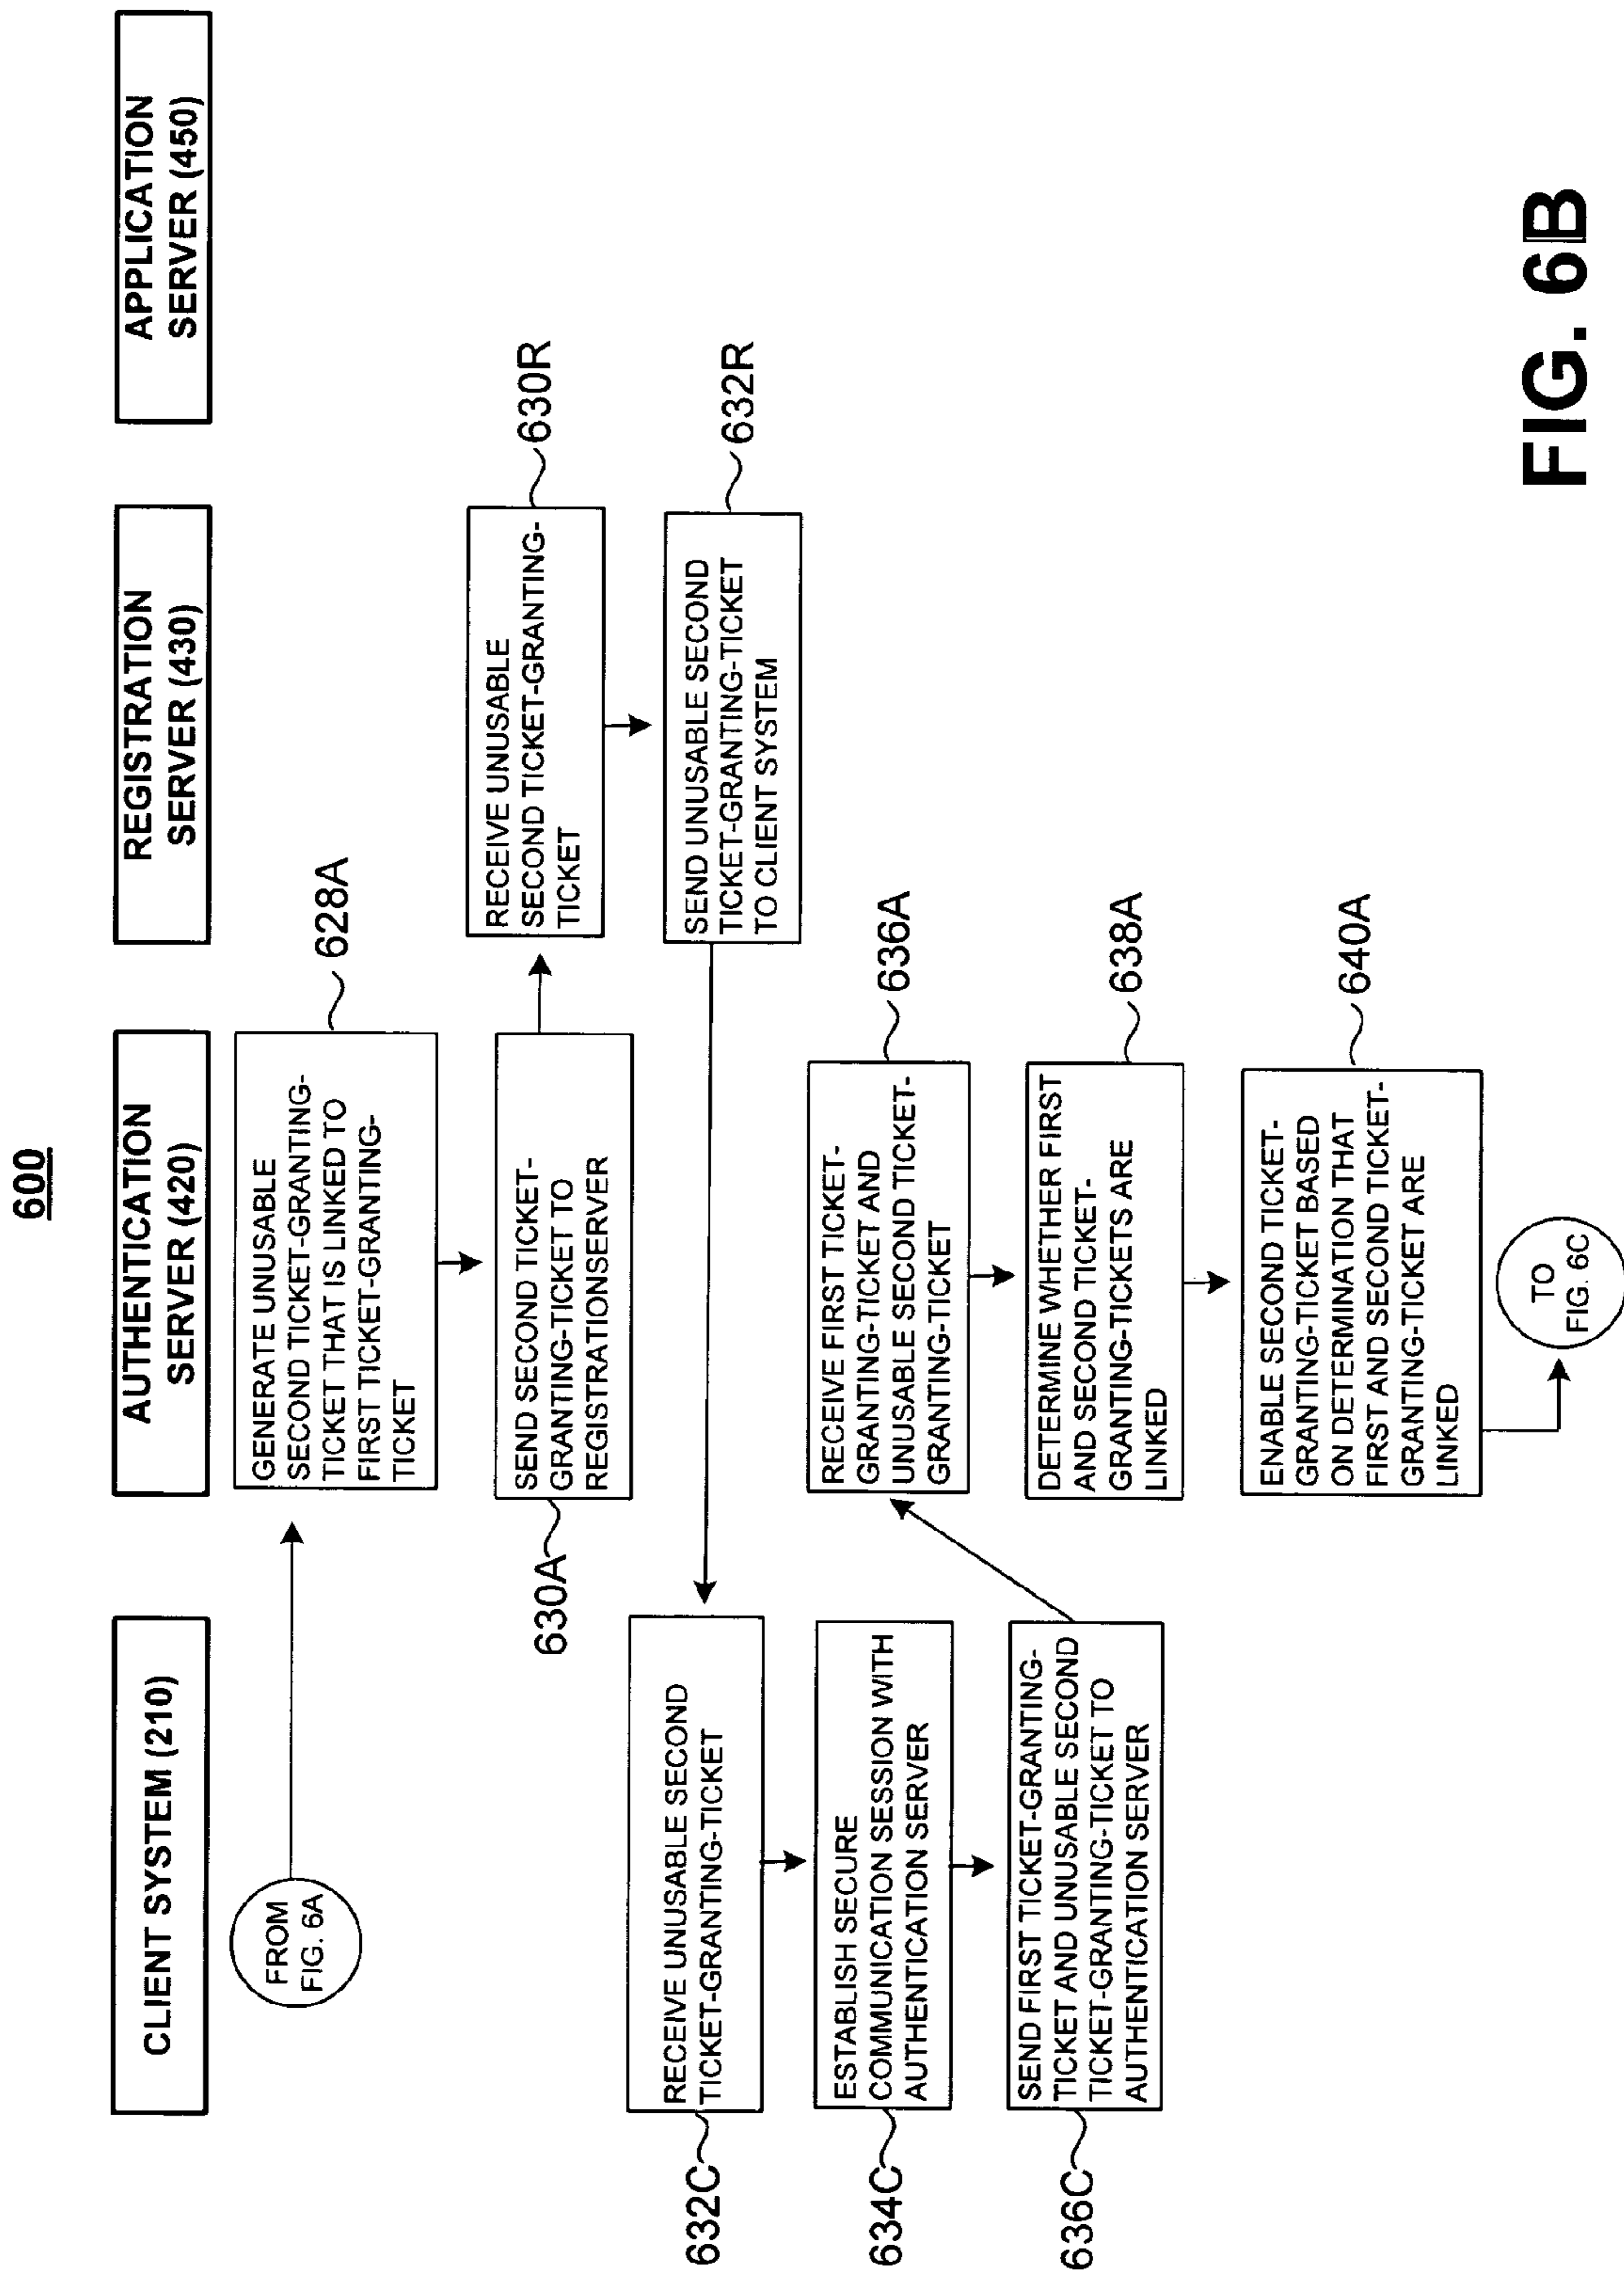 600
CLIENT SYSTEM (210)
AUTHENTICATION
SERVER (420)
REGISTRATION
SERVER (430)
APPLICATION
SERVER (450)
FROM
FIG. 6A
GENERATE UNUSABLE
SECOND TICKET-GRANTING-
TICKET THAT IS LINKED TO
FIRST TICKET-GRANTING-
TICKET
628A
SEND SECOND TICKET-
GRANTING-TICKET TO
REGISTRATIONSERVER
630A
RECEIVE UNUSABLE
SECOND TICKET-GRANTING-
TICKET
630R
SEND UNUSABLE SECOND
TICKET-GRANTING-TICKET
TO CLIENT SYSTEM
632R
RECEIVE UNUSABLE SECOND
TICKET-GRANTING-TICKET
632C
ESTABLISH SECURE
COMMUNICATION SESSION WITH
AUTHENTICATION SERVER
634C
SEND FIRST TICKET-GRANTING-
TICKET AND UNUSABLE SECOND
TICKET-GRANTING-TICKET TO
AUTHENTICATION SERVER
636C
RECEIVE FIRST TICKET-
GRANTING-TICKET AND
UNUSABLE SECOND TICKET-
GRANTING-TICKET
636A
DETERMINE WHETHER FIRST
AND SECOND TICKET-
GRANTING-TICKETS ARE
LINKED
638A
ENABLE SECOND TICKET-
GRANTING-TICKET BASED
ON DETERMINATION THAT
FIRST AND SECOND TICKET-
GRANTING-TICKET ARE
LINKED
640A
TO
FIG. 6C
FIG. 6B